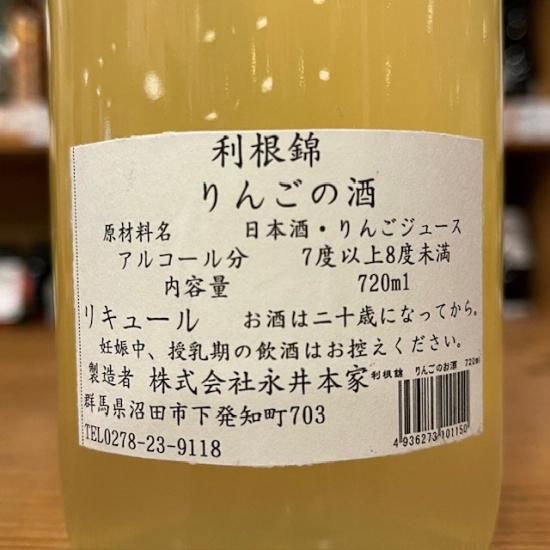 利根錦
りんごの酒
原材料名 日本酒・りんごジュース
アルコール分 7度以上8度未満
内容量 720ml
リキュール お酒は二十歳になってから。
妊娠中、授乳期の飲酒はお控えください。
製造者 株式会社永井本家
群馬県沼田市下発知町703
TEL0278-23-9118
利根錦 りんごのお酒 720ml
4936273101150